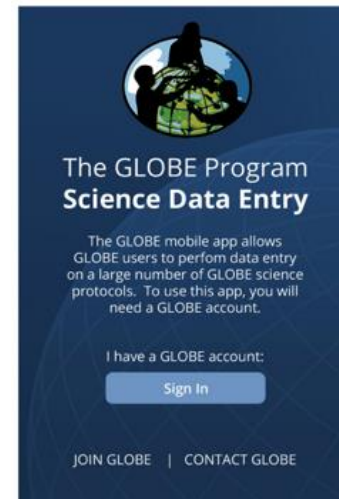 The GLOBE Program
Science Data Entry
The GLOBE mobile app allows
GLOBE users to perfom data entry
on a large number of GLOBE science
protocols. To use this app, you will
need a GLOBE account.
I have a GLOBE account:
Sign In
JOIN GLOBE | CONTACT GLOBE